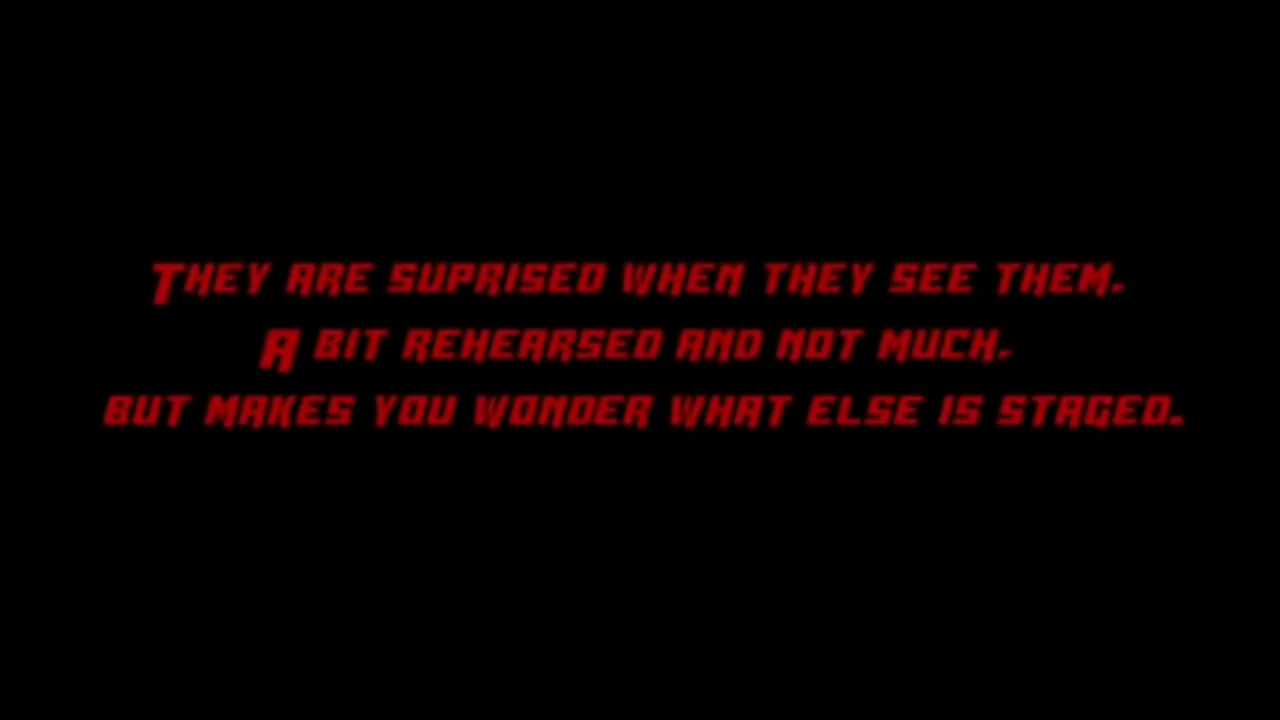 They are suprised when they see them.
A bit rehearsed and not much.
but makes you wonder what else is staged.